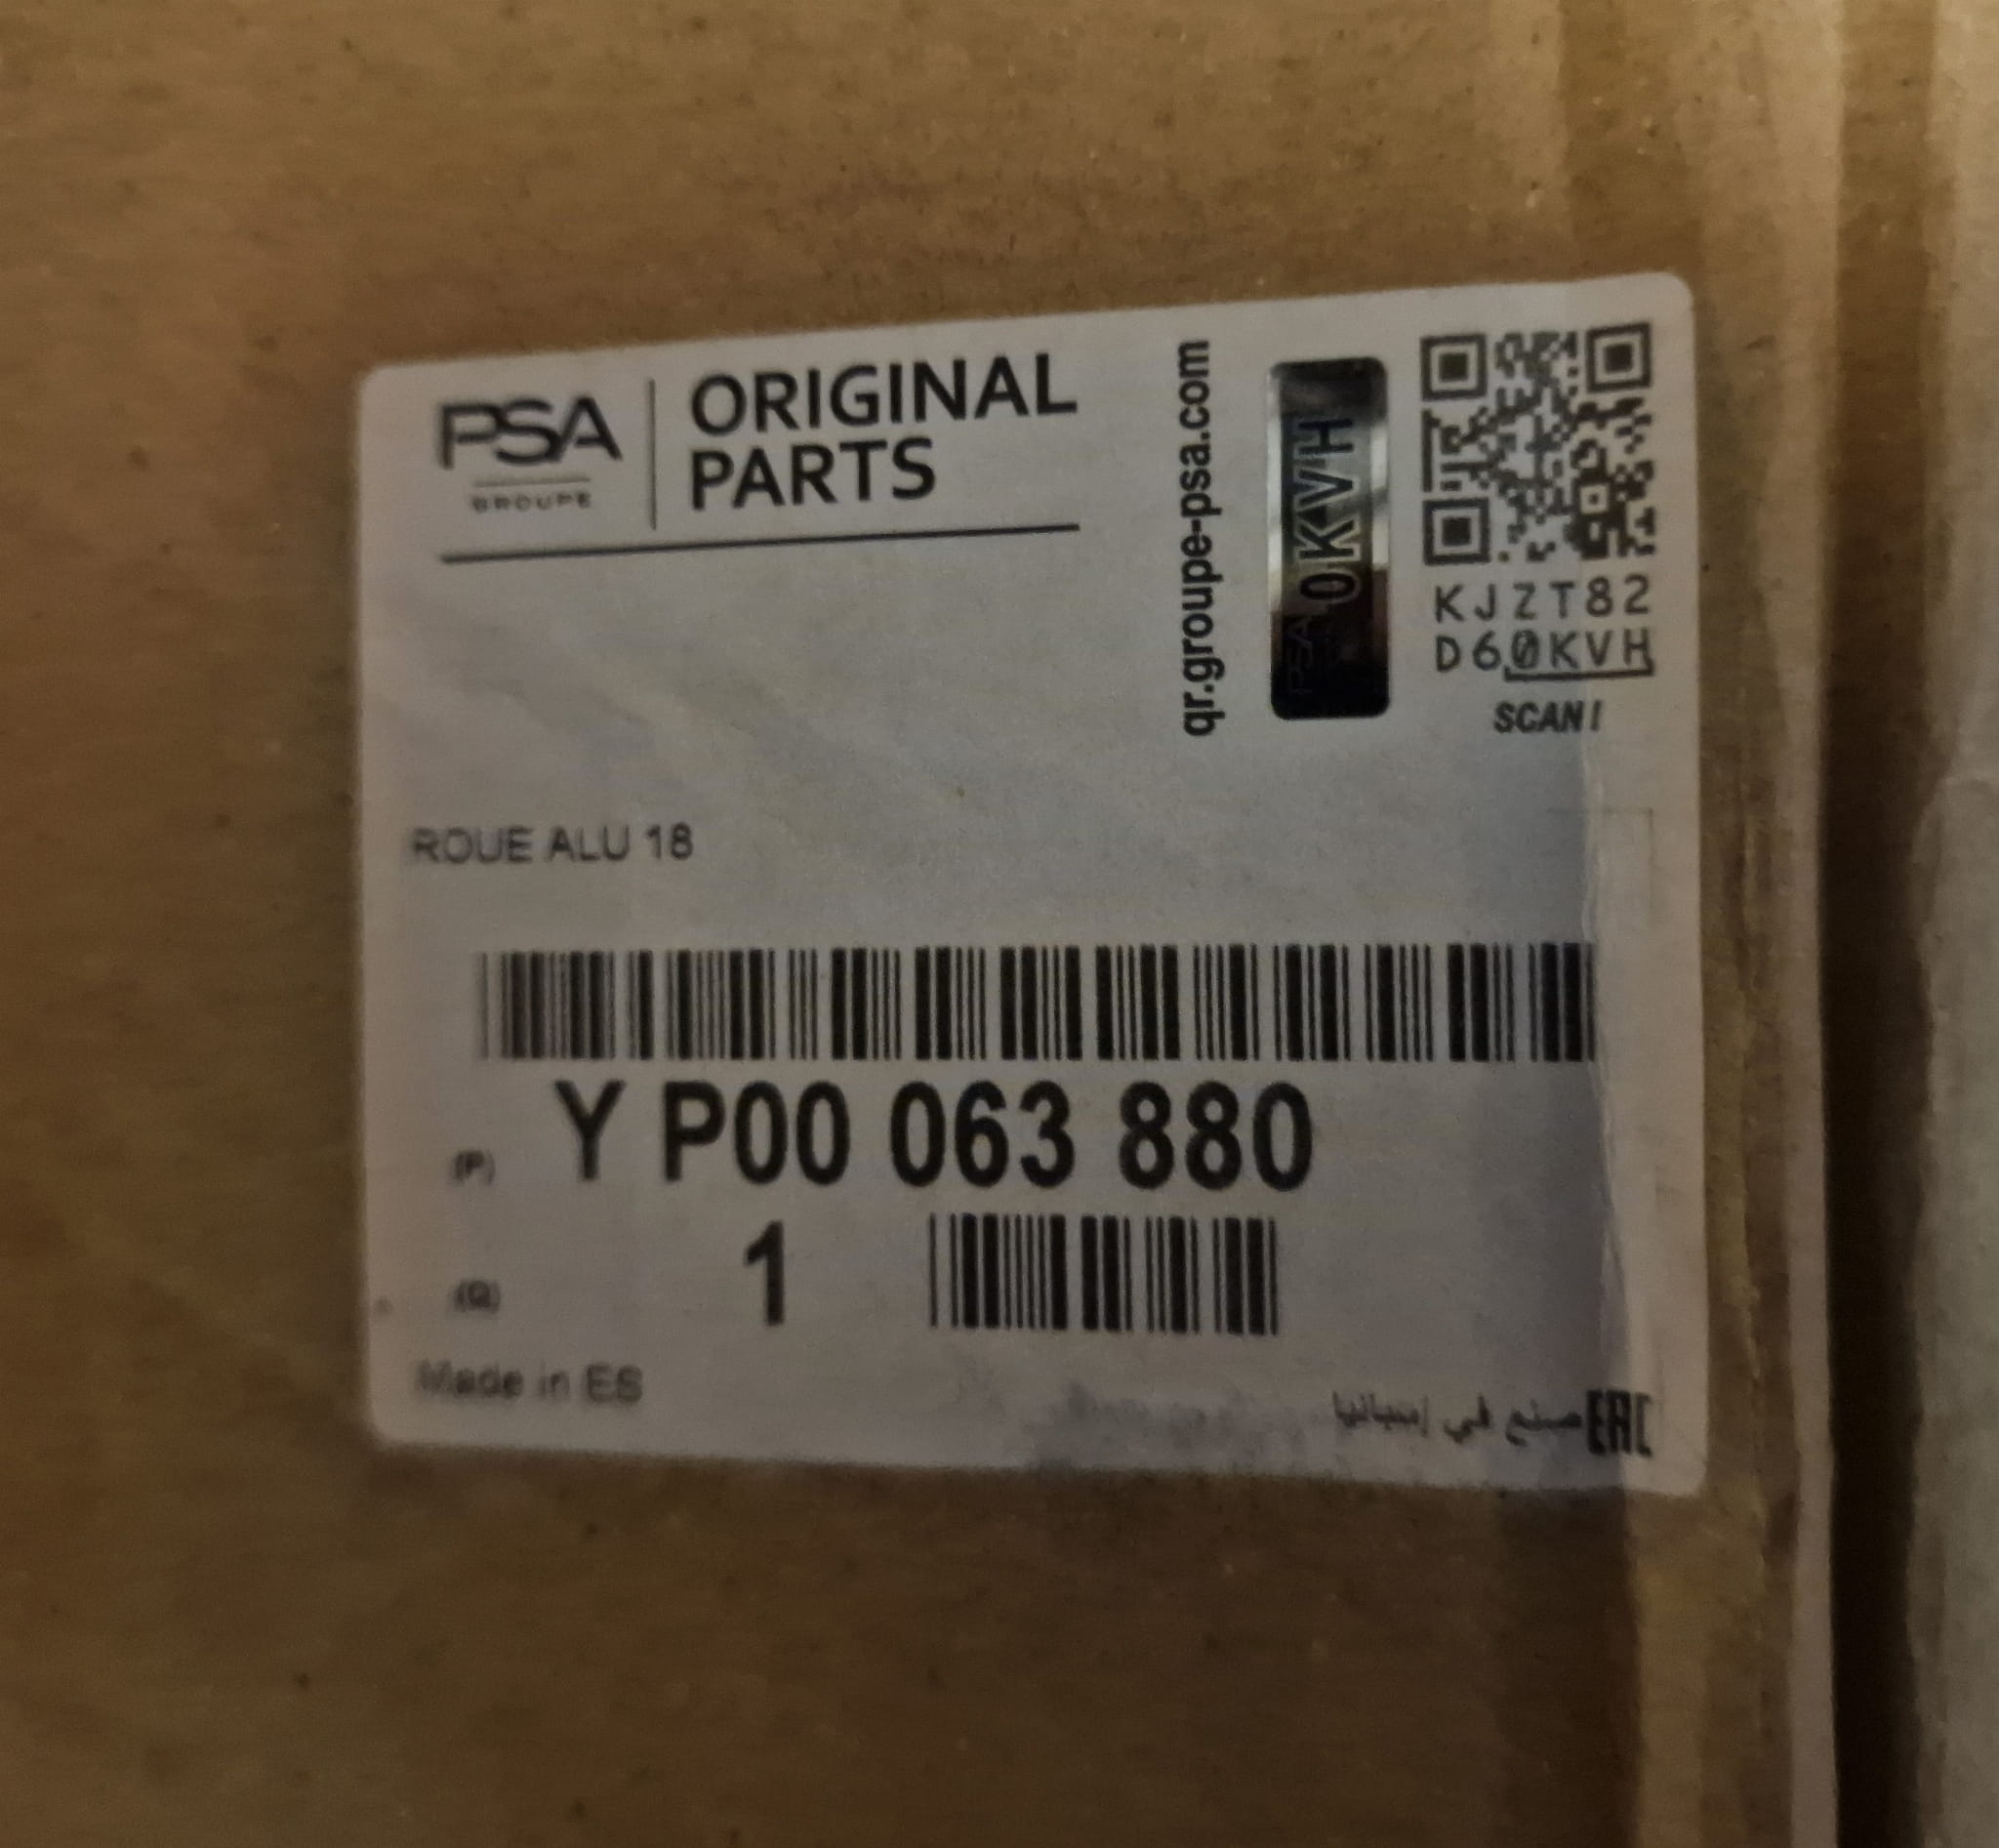 PSA
GROUPE
ORIGINAL
PARTS
qr.groupe-psa.com
PSA 0KVH
KJZT82
D60KVH
SCAN!
ROUE ALU 18
(P) Y P00 063 880
(Q) 1
Made in ES
صنع في إسبانيا
EAC